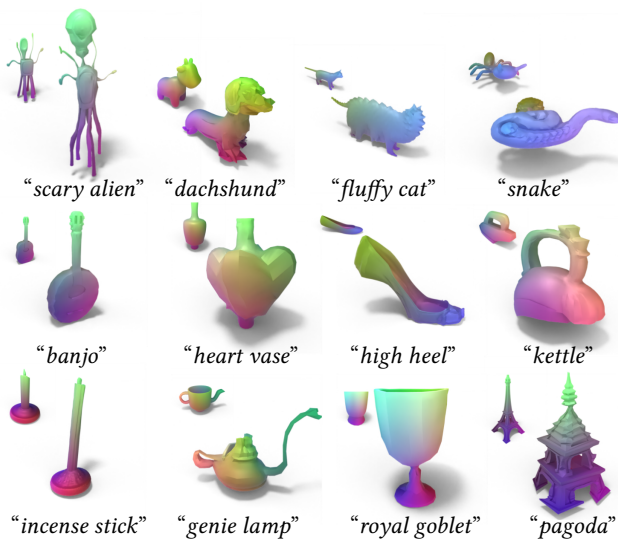 “scary alien” “dachshund” “fluffy cat” “snake”
“banjo” “heart vase” “high heel” “kettle”
“incense stick” “genie lamp” “royal goblet” “pagoda”